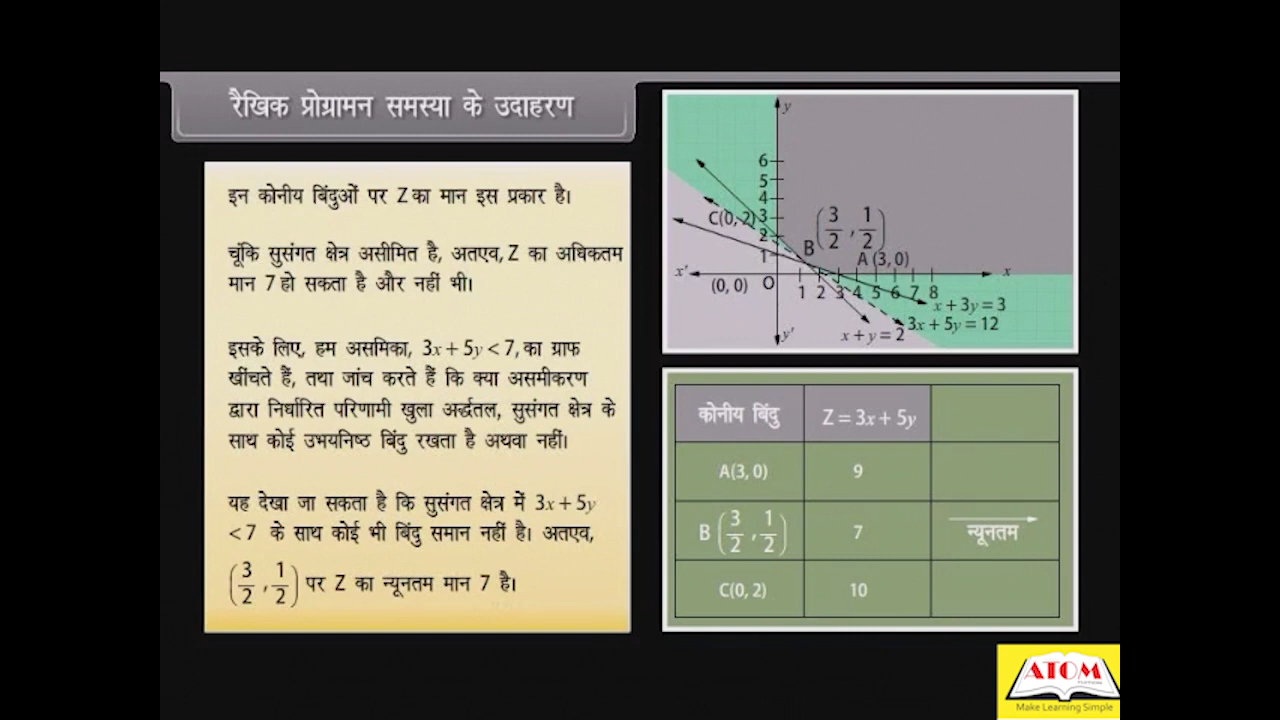 रैखिक प्रोग्रामन समस्या के उदाहरण
इन कोनीय बिंदुओं पर Z का मान इस प्रकार है।
चूंकि सुसंगत क्षेत्र असीमित है, अतएव, Z का अधिकतम
मान 7 हो सकता है और नहीं भी।
इसके लिए, हम असमिका, 3x + 5y < 7, का ग्राफ
खींचते हैं, तथा जांच करते हैं कि क्या असमीकरण
द्वारा निर्धारित परिणामी खुला अर्द्धतल, सुसंगत क्षेत्र के
साथ कोई उभयनिष्ठ बिंदु रखता है अथवा नहीं।
यह देखा जा सकता है कि सुसंगत क्षेत्र में 3x + 5y
< 7 के साथ कोई भी बिंदु समान नहीं है। अतएव,
(3/2, 1/2) पर Z का न्यूनतम मान 7 है।
y
6
5
4
C(0, 2) 3
2
1
B (3/2, 1/2)
A (3, 0)
x' x
(0, 0) O 1 2 3 4 5 6 7 8
x + 3y = 3
3x + 5y = 12
y' x + y = 2
कोनीय बिंदु Z = 3x + 5y
A(3, 0) 9
B (3/2, 1/2) 7 न्यूनतम
C(0, 2) 10
ATOM
Make Learning Simple